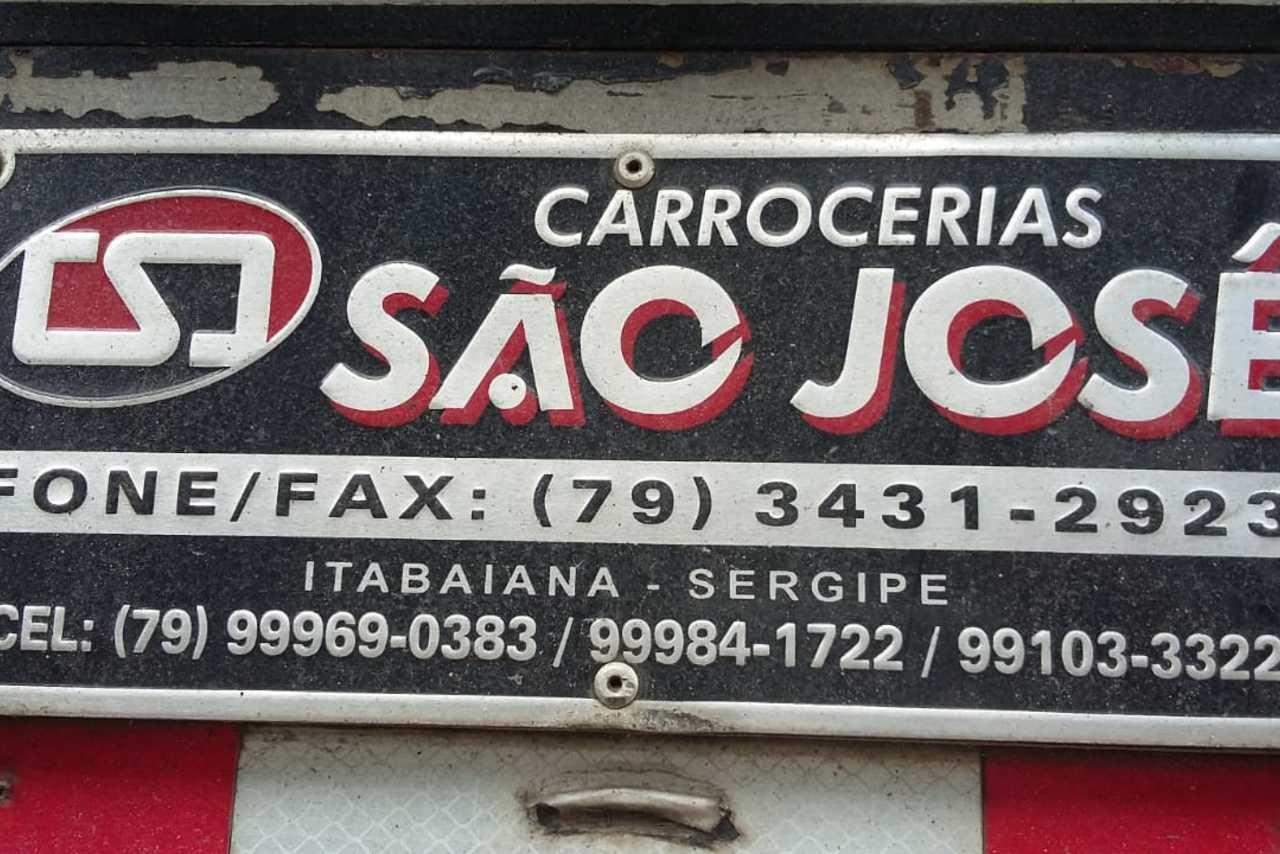 CARROCERIAS
SÃO JOSÉ
FONE/FAX: (79) 3431-2923
ITABAIANA - SERGIPE
CEL: (79) 99969-0383 / 99984-1722 / 99103-3322